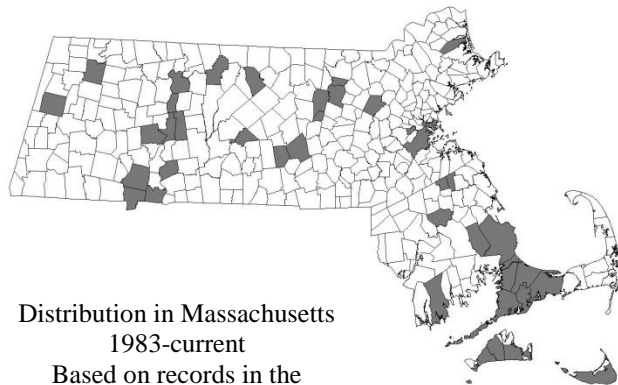 Distribution in Massachusetts
1983-current
Based on records in the